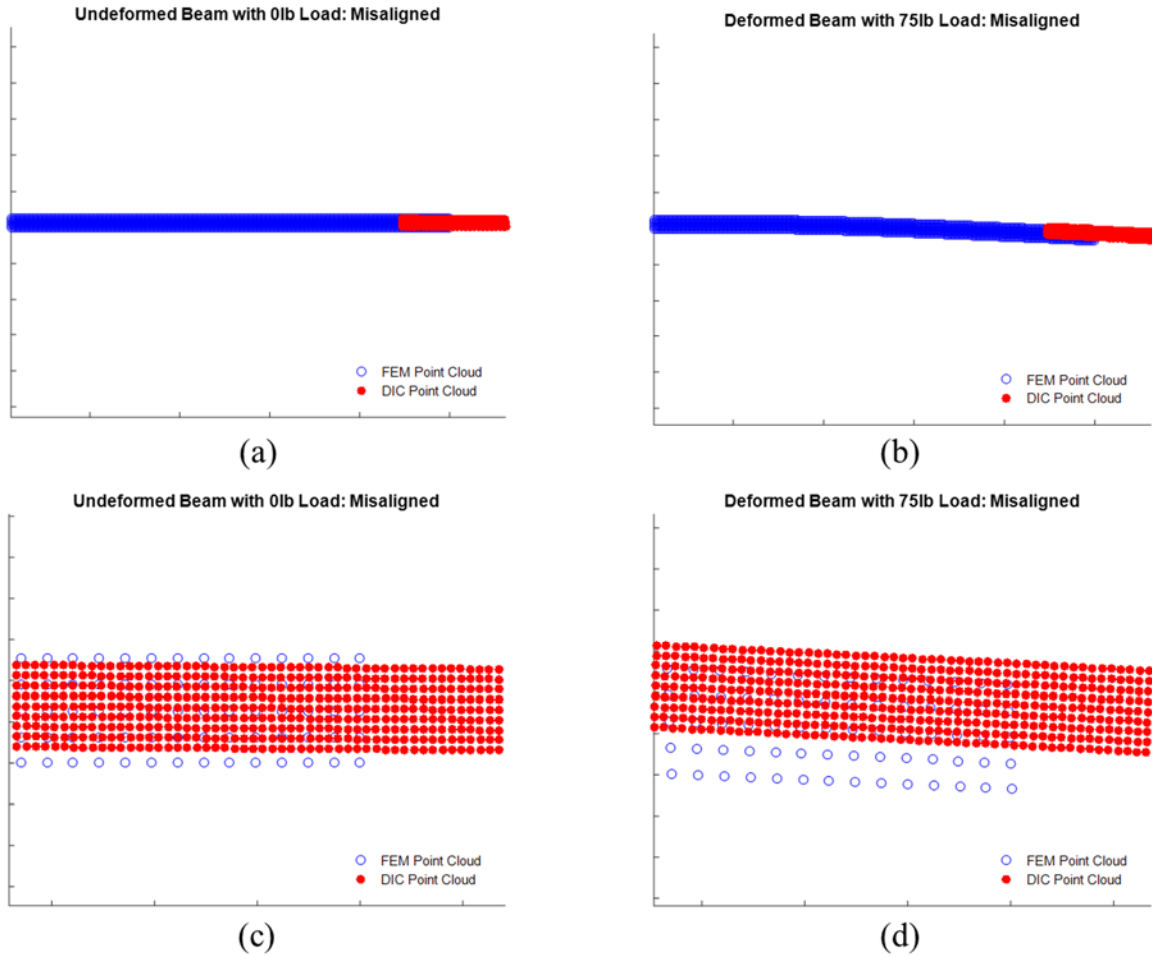 Undeformed Beam with 0lb Load: Misaligned
FEM Point Cloud
DIC Point Cloud
(a)
Deformed Beam with 75lb Load: Misaligned
FEM Point Cloud
DIC Point Cloud
(b)
Undeformed Beam with 0lb Load: Misaligned
FEM Point Cloud
DIC Point Cloud
(c)
Deformed Beam with 75lb Load: Misaligned
FEM Point Cloud
DIC Point Cloud
(d)